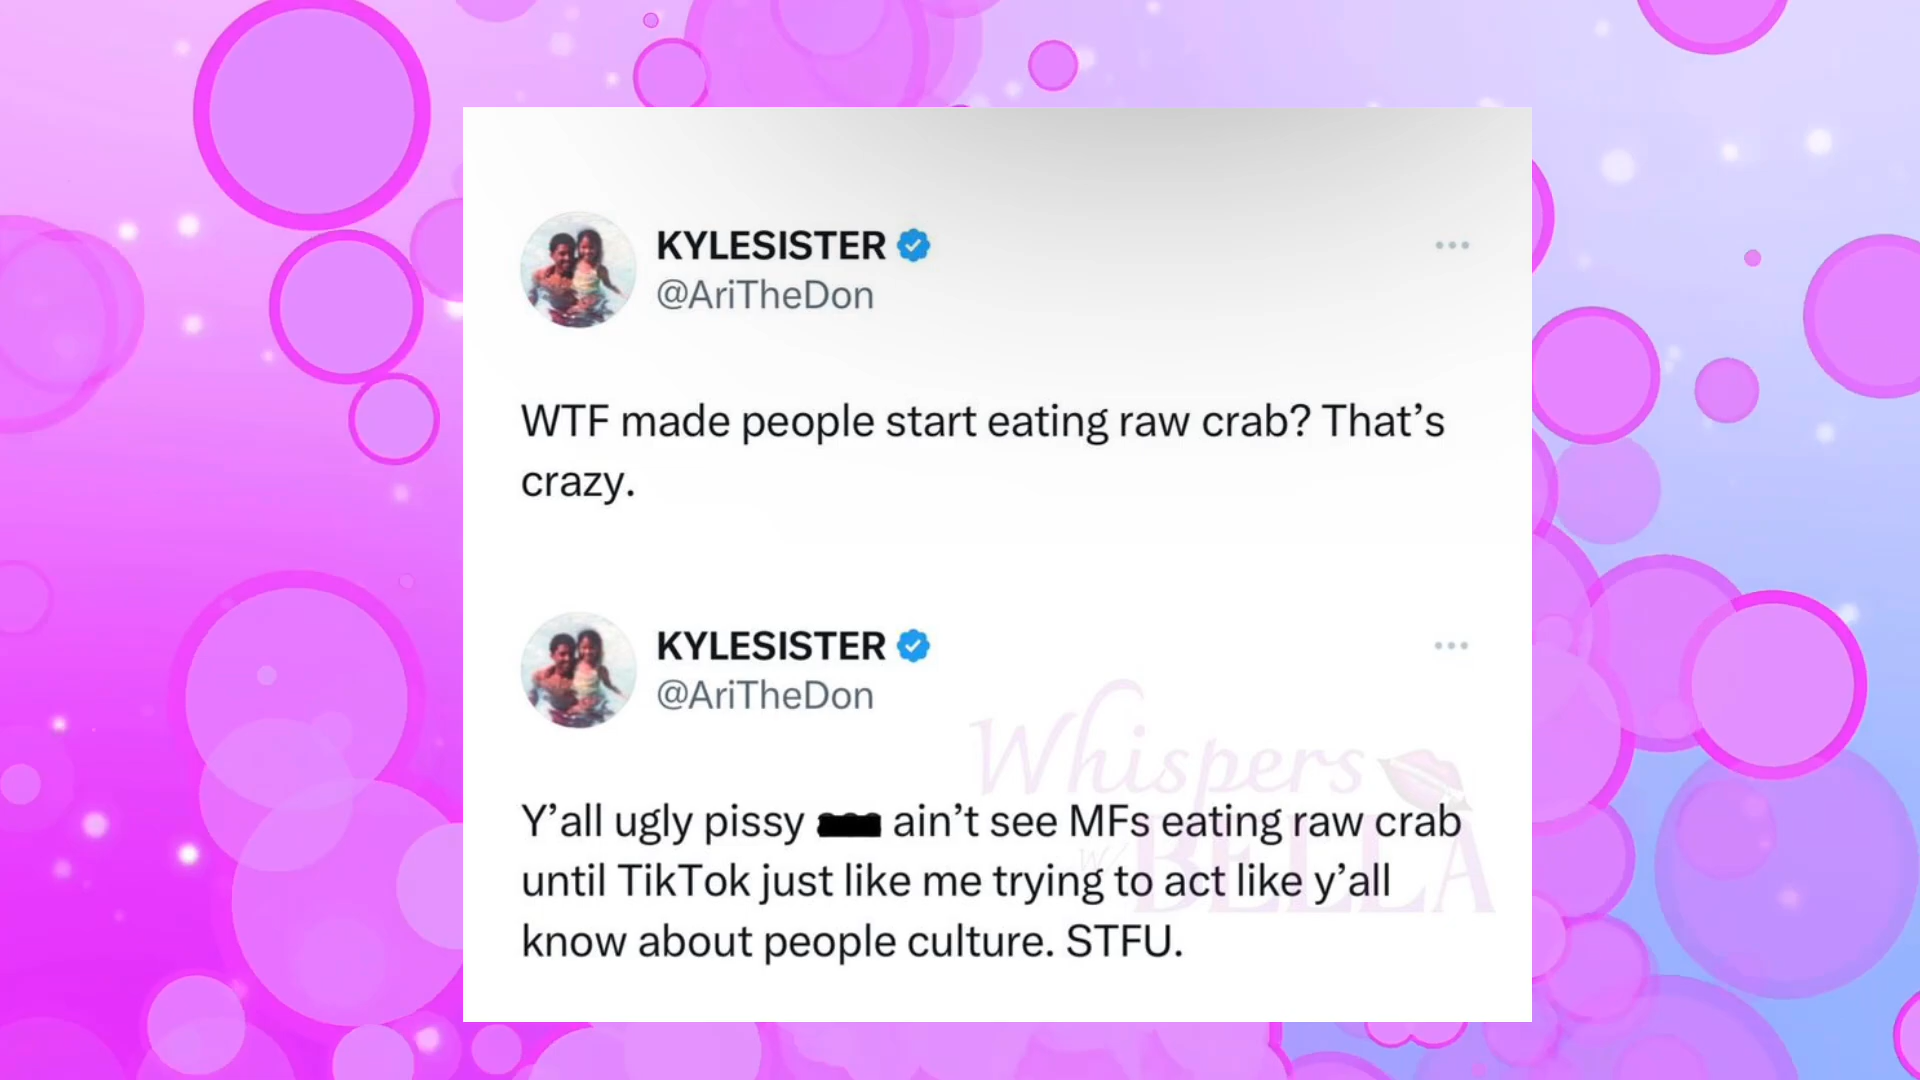 KYLESISTER
@AriTheDon
WTF made people start eating raw crab? That’s
crazy.
KYLESISTER
@AriTheDon
Whispers
w/ BELLA
Y’all ugly pissy ain’t see MFs eating raw crab
until TikTok just like me trying to act like y’all
know about people culture. STFU.